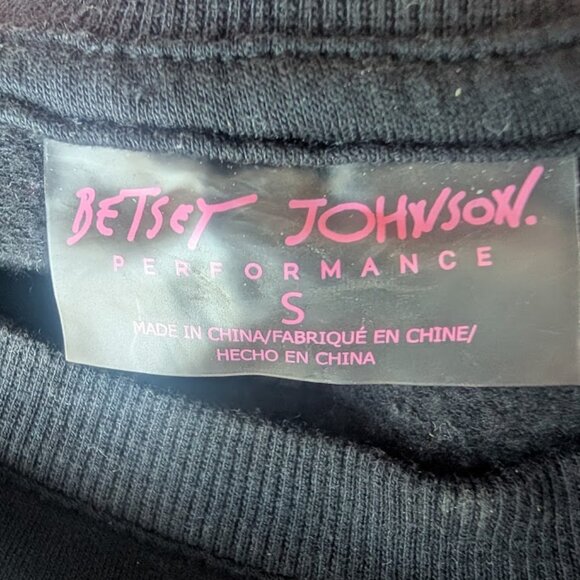 BETSEY JOHNSON.
PERFORMANCE
S
MADE IN CHINA/FABRIQUÉ EN CHINE/
HECHO EN CHINA